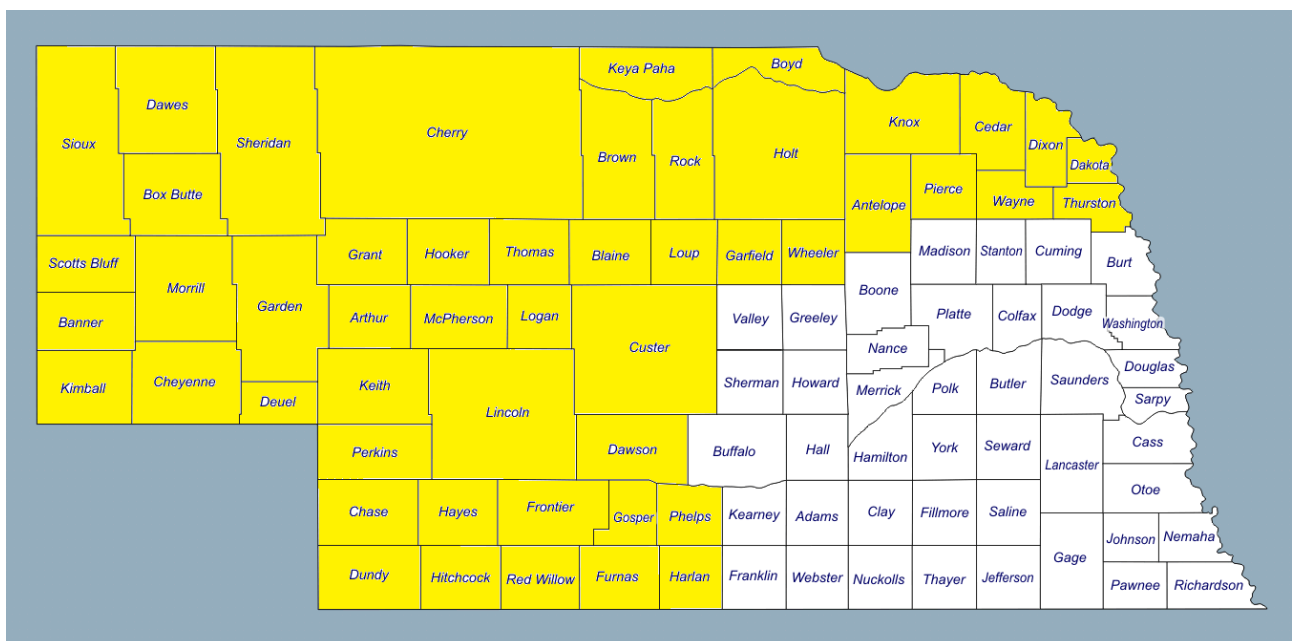 Keya Paha
Boyd
Dawes
Sioux
Sheridan
Cherry
Knox
Cedar
Dixon
Brown
Rock
Holt
Dakota
Box Butte
Antelope
Pierce
Wayne
Thurston
Scotts Bluff
Morrill
Garden
Grant
Hooker
Thomas
Blaine
Loup
Garfield
Wheeler
Madison
Stanton
Cuming
Burt
Boone
Banner
Arthur
McPherson
Logan
Custer
Valley
Greeley
Platte
Colfax
Dodge
Washington
Nance
Kimball
Cheyenne
Deuel
Keith
Lincoln
Sherman
Howard
Merrick
Polk
Butler
Saunders
Douglas
Sarpy
Perkins
Dawson
Buffalo
Hall
Hamilton
York
Seward
Lancaster
Cass
Otoe
Chase
Hayes
Frontier
Gosper
Phelps
Kearney
Adams
Clay
Fillmore
Saline
Gage
Johnson
Nemaha
Dundy
Hitchcock
Red Willow
Furnas
Harlan
Franklin
Webster
Nuckolls
Thayer
Jefferson
Pawnee
Richardson